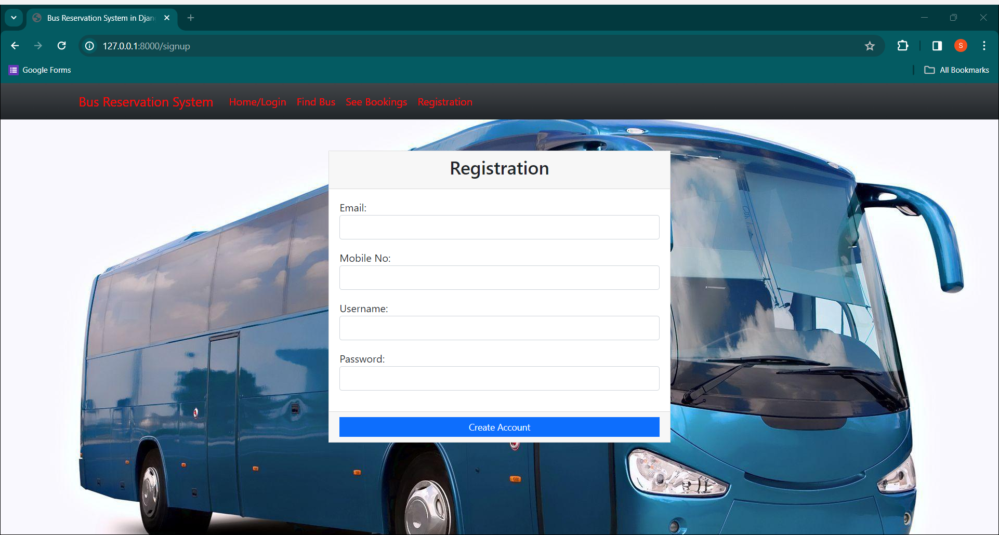 Bus Reservation System in Djan
127.0.0.1:8000/signup
S
Google Forms
All Bookmarks
Bus Reservation System Home/Login Find Bus See Bookings Registration
Registration
Email:
Mobile No:
Username:
Password:
Create Account